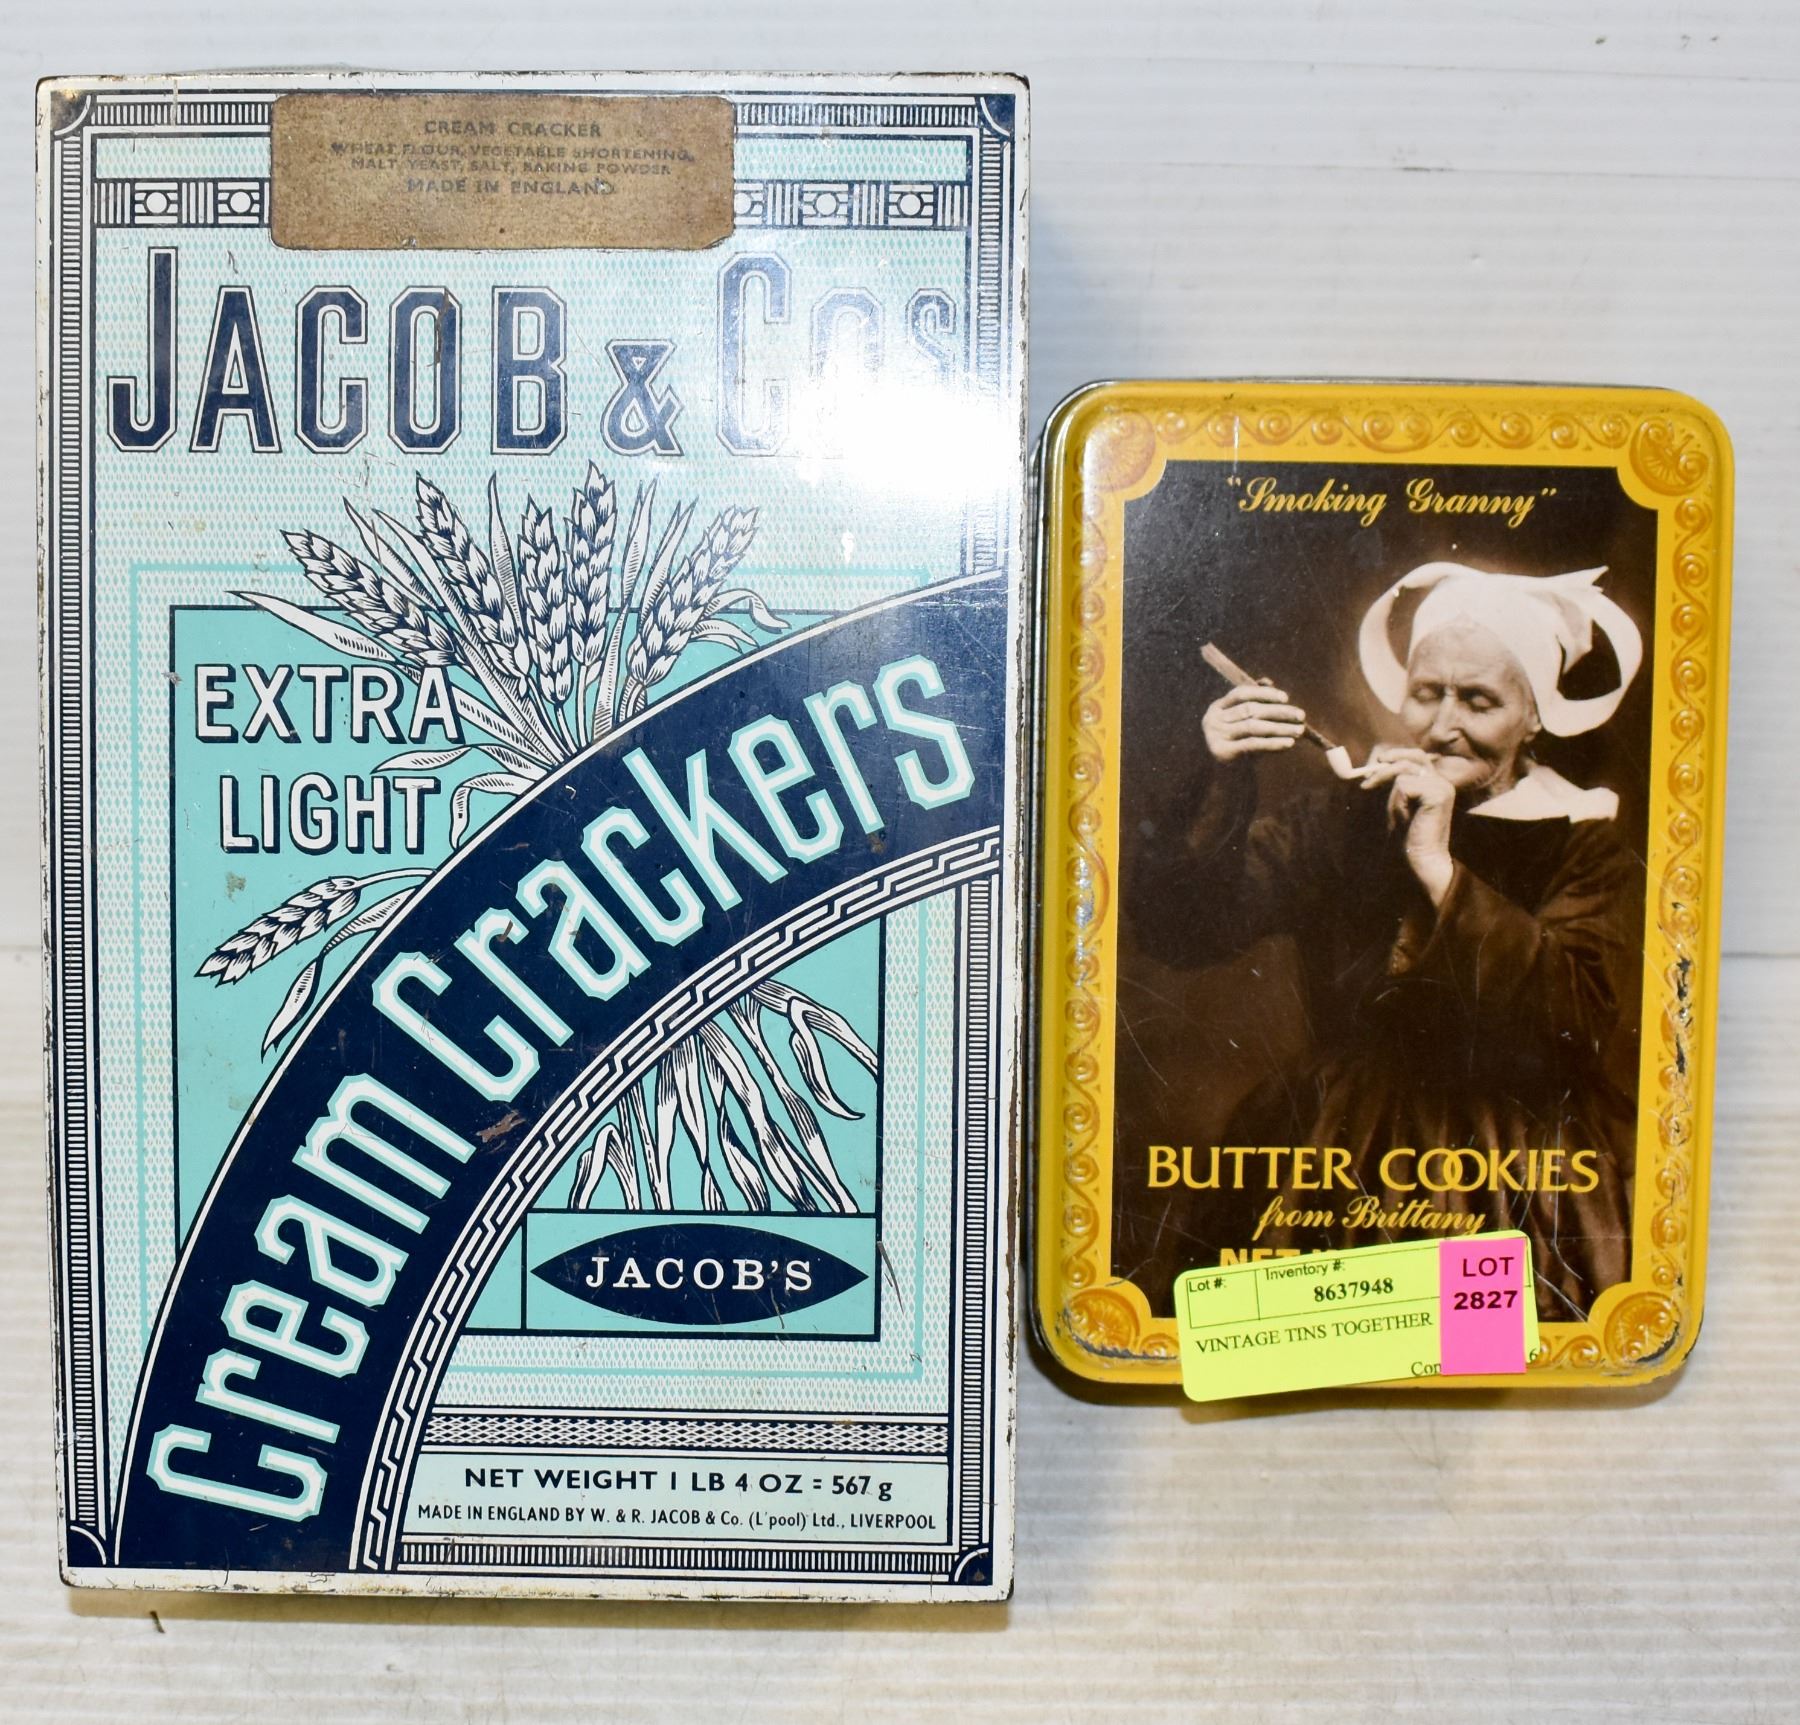 CREAM CRACKER
WHEAT FLOUR, VEGETABLE SHORTENING,
MALT, YEAST, SALT, BAKING POWDER
MADE IN ENGLAND
JACOB & Cos
EXTRA
LIGHT
Cream Crackers
JACOB'S
NET WEIGHT 1 LB 4 OZ = 567 g
MADE IN ENGLAND BY W. & R. JACOB & Co. (L'pool) Ltd., LIVERPOOL
"Smoking Granny"
BUTTER COOKIES
from Brittany
NET
Lot #: Inventory #:
8637948
VINTAGE TINS TOGETHER
LOT
2827